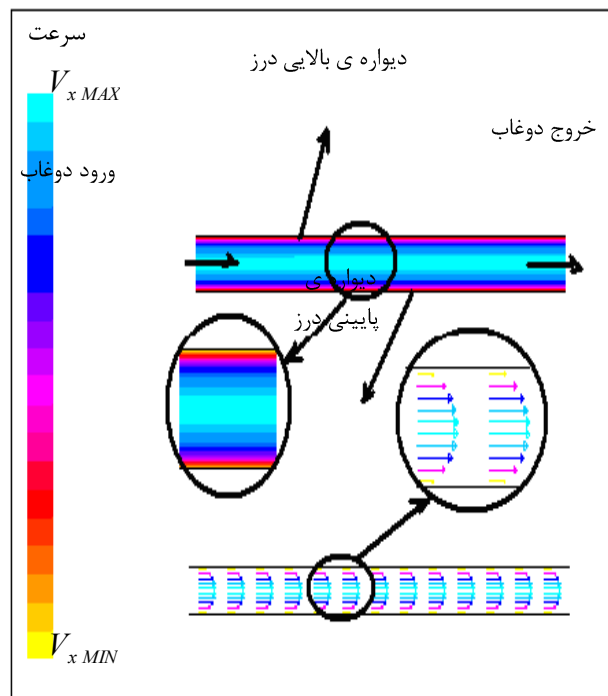 سرعت
V x MAX
دیواره ی بالایی درز
خروج دوغاب
ورود دوغاب
دیواره ی
پایینی درز
V x MIN